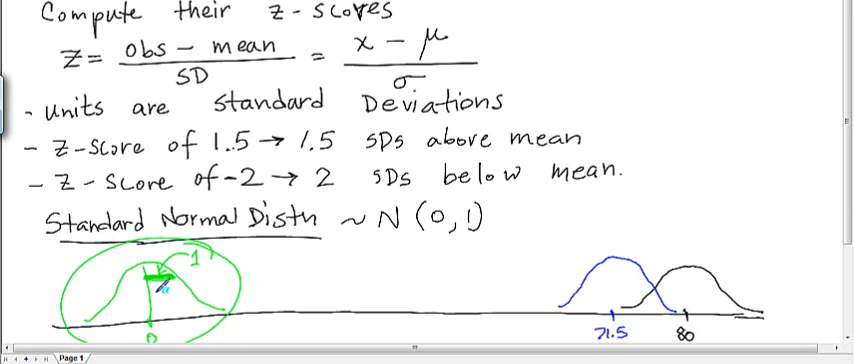 Compute their z-scores
Z = obs - mean / SD = x - μ / σ
- units are standard Deviations
- Z-score of 1.5 → 1.5 SDs above mean
- Z-score of -2 → 2 SDs below mean.
Standard Normal Distn ~ N (0,1)
1
0 71.5 80
Page 1